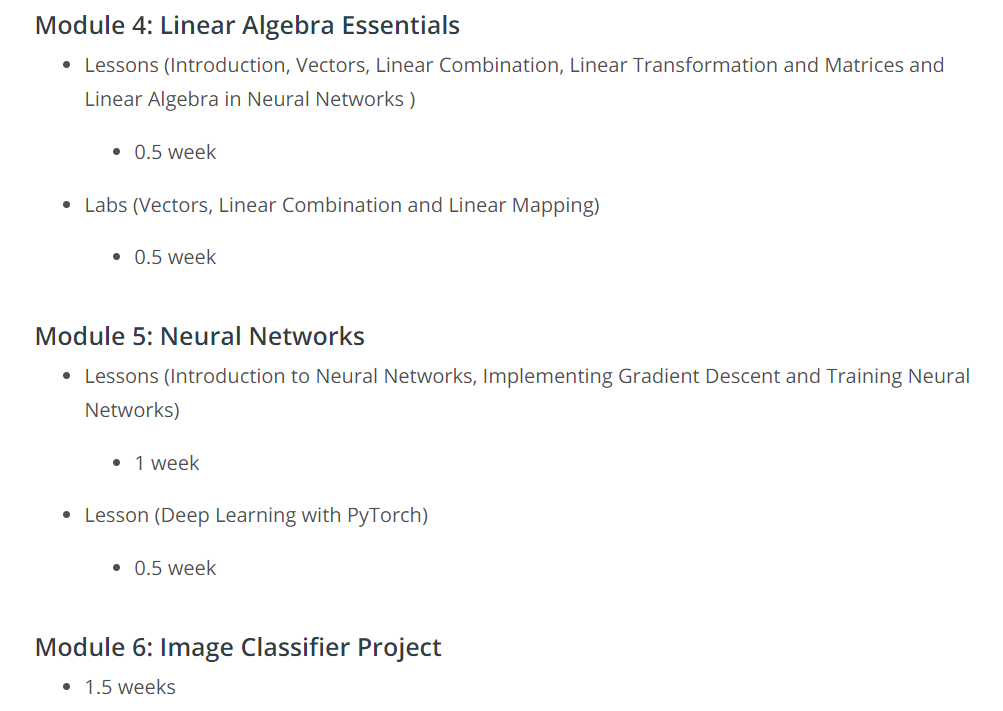 Module 4: Linear Algebra Essentials
• Lessons (Introduction, Vectors, Linear Combination, Linear Transformation and Matrices and
Linear Algebra in Neural Networks )
• 0.5 week
• Labs (Vectors, Linear Combination and Linear Mapping)
• 0.5 week
Module 5: Neural Networks
• Lessons (Introduction to Neural Networks, Implementing Gradient Descent and Training Neural
Networks)
• 1 week
• Lesson (Deep Learning with PyTorch)
• 0.5 week
Module 6: Image Classifier Project
• 1.5 weeks